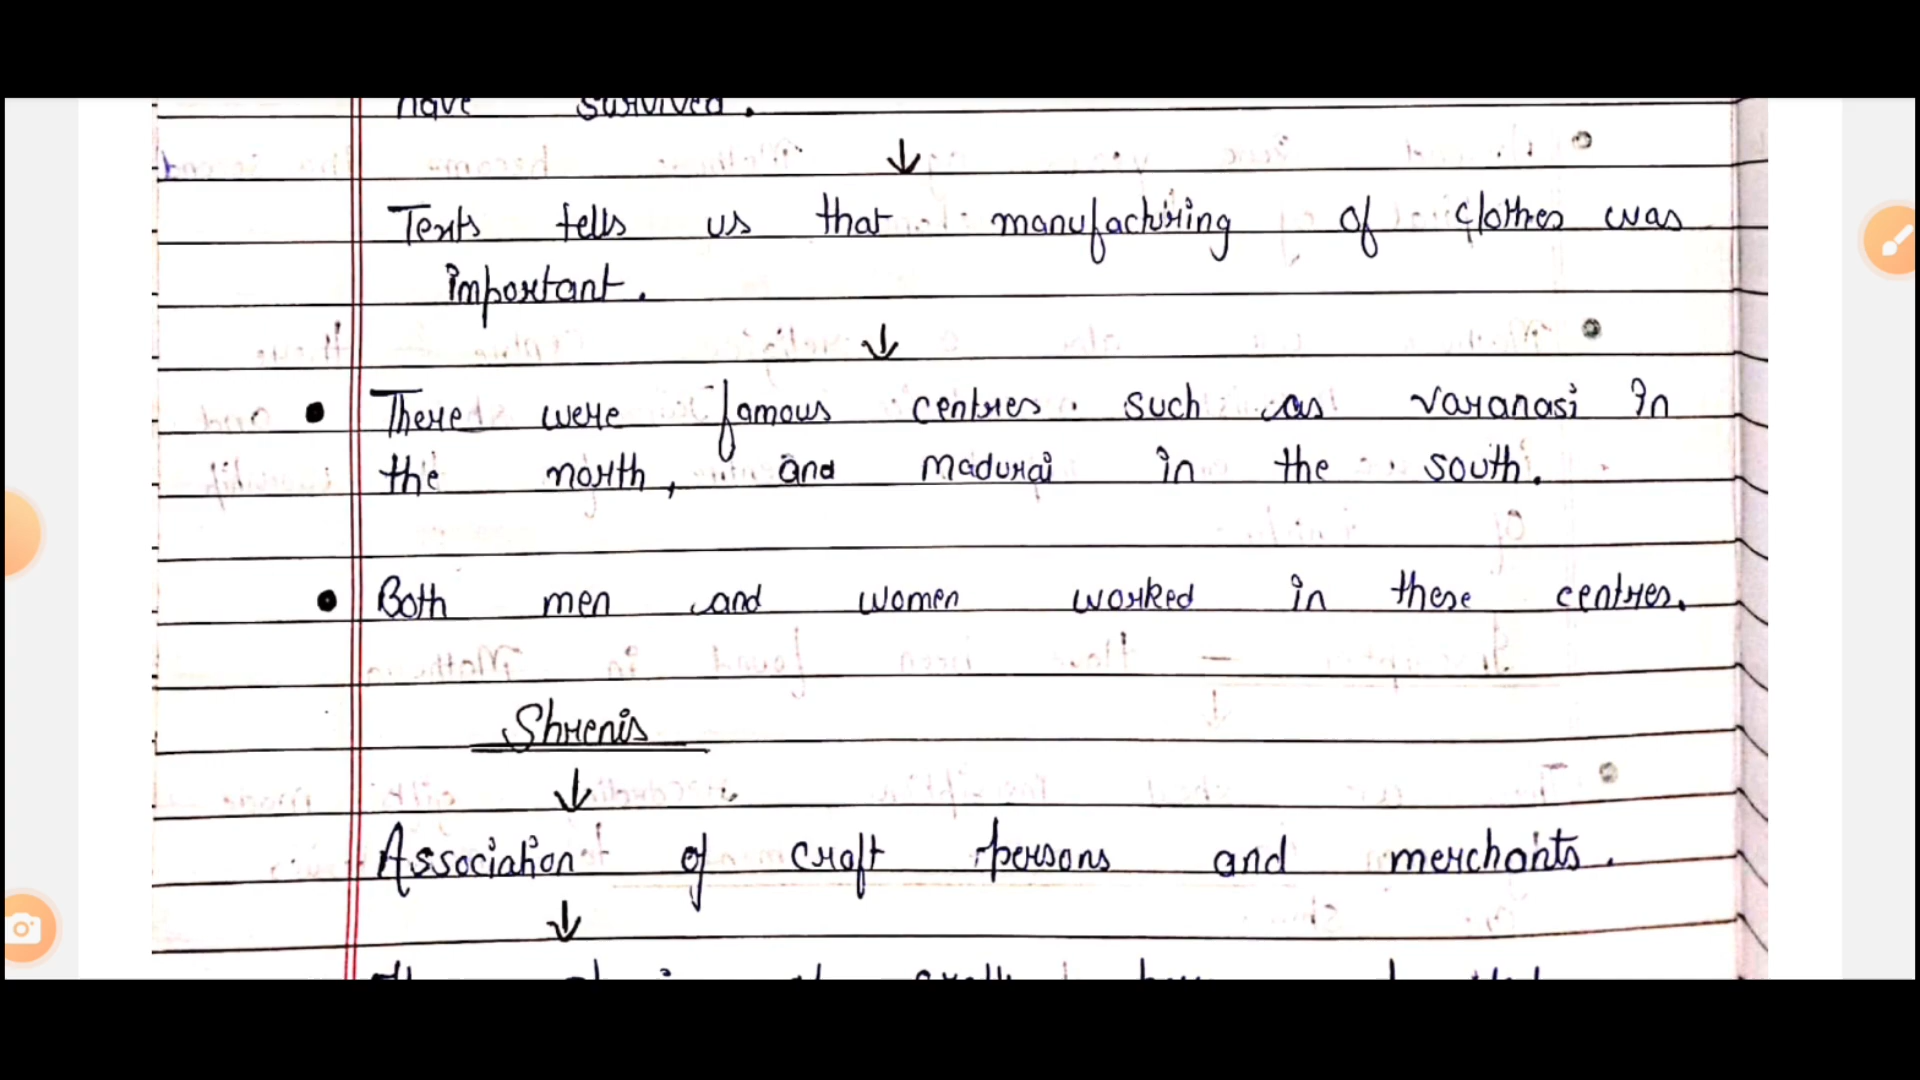 have survived.
↓
Texts tells us that manufacturing of clothes was
important.
↓
• There were famous centres such as varanasi in
the north, and madurai in the south.
• Both men and women worked in these centres.
Shrenis
↓
Association of craft persons and merchants.
↓